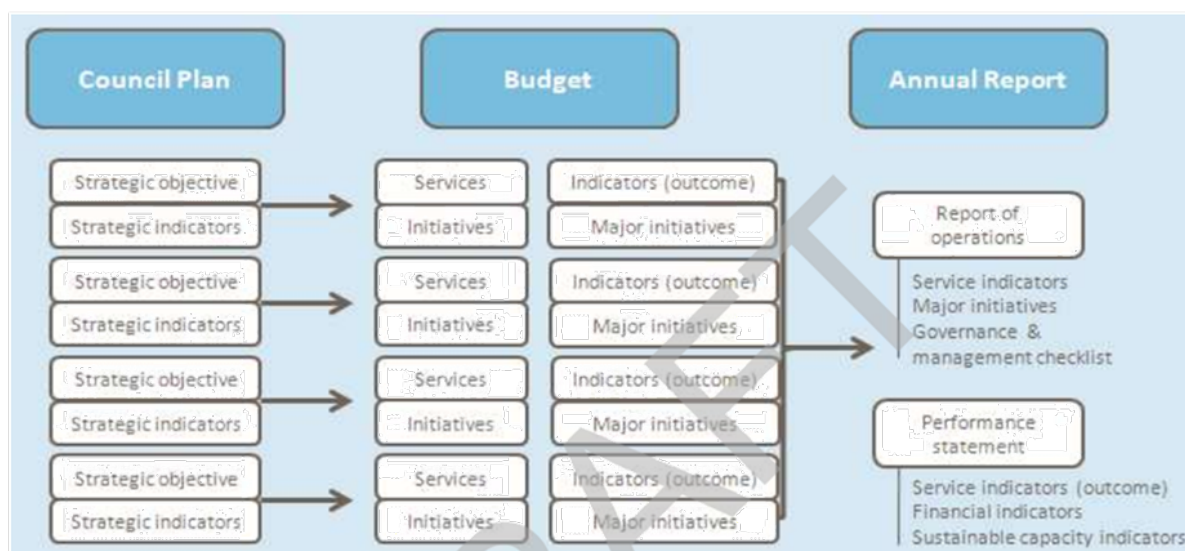 Council Plan
Budget
Annual Report
Strategic objective
Strategic indicators
Strategic objective
Strategic indicators
Strategic objective
Strategic indicators
Strategic objective
Strategic indicators
Services
Initiatives
Services
Initiatives
Services
Initiatives
Services
Initiatives
Indicators (outcome)
Major initiatives
Indicators (outcome)
Major initiatives
Indicators (outcome)
Major initiatives
Indicators (outcome)
Major initiatives
Report of
operations
Service indicators
Major initiatives
Governance &
management checklist
Performance
statement
Service indicators (outcome)
Financial indicators
Sustainable capacity indicators
DRAFT